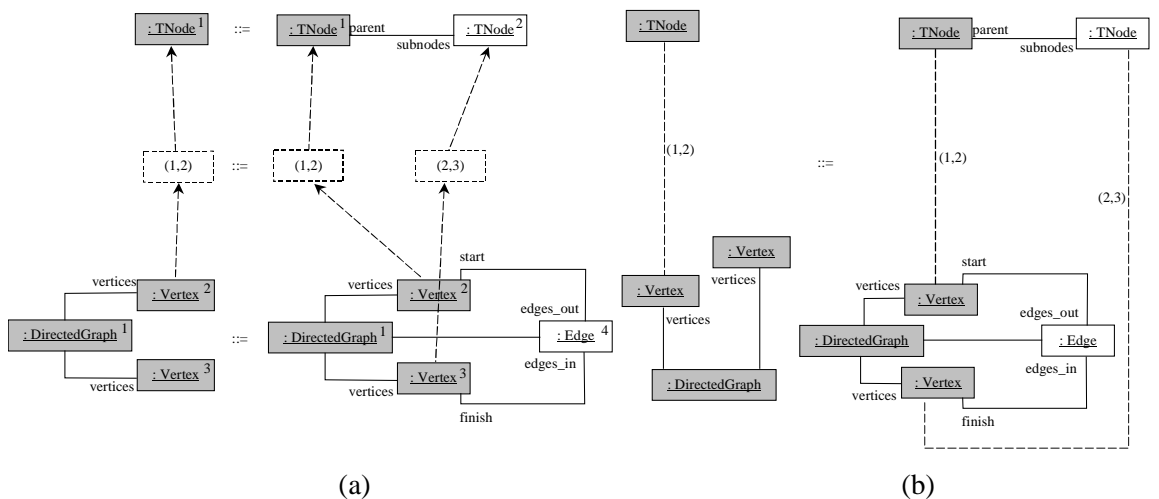 : TNode 1 ::= : TNode 1 parent subnodes : TNode 2
(1,2) ::= (1,2) (2,3)
vertices : Vertex 2
: DirectedGraph 1
vertices : Vertex 3
::=
vertices : Vertex 2 start
edges_out
: DirectedGraph 1 : Edge 4
edges_in
vertices : Vertex 3
finish
: TNode
(1,2)
: Vertex
vertices
: Vertex
vertices
: DirectedGraph
::=
: TNode parent subnodes : TNode
(1,2)
(2,3)
start
vertices : Vertex
edges_out
: DirectedGraph : Edge
edges_in
vertices : Vertex
finish
(a) (b)